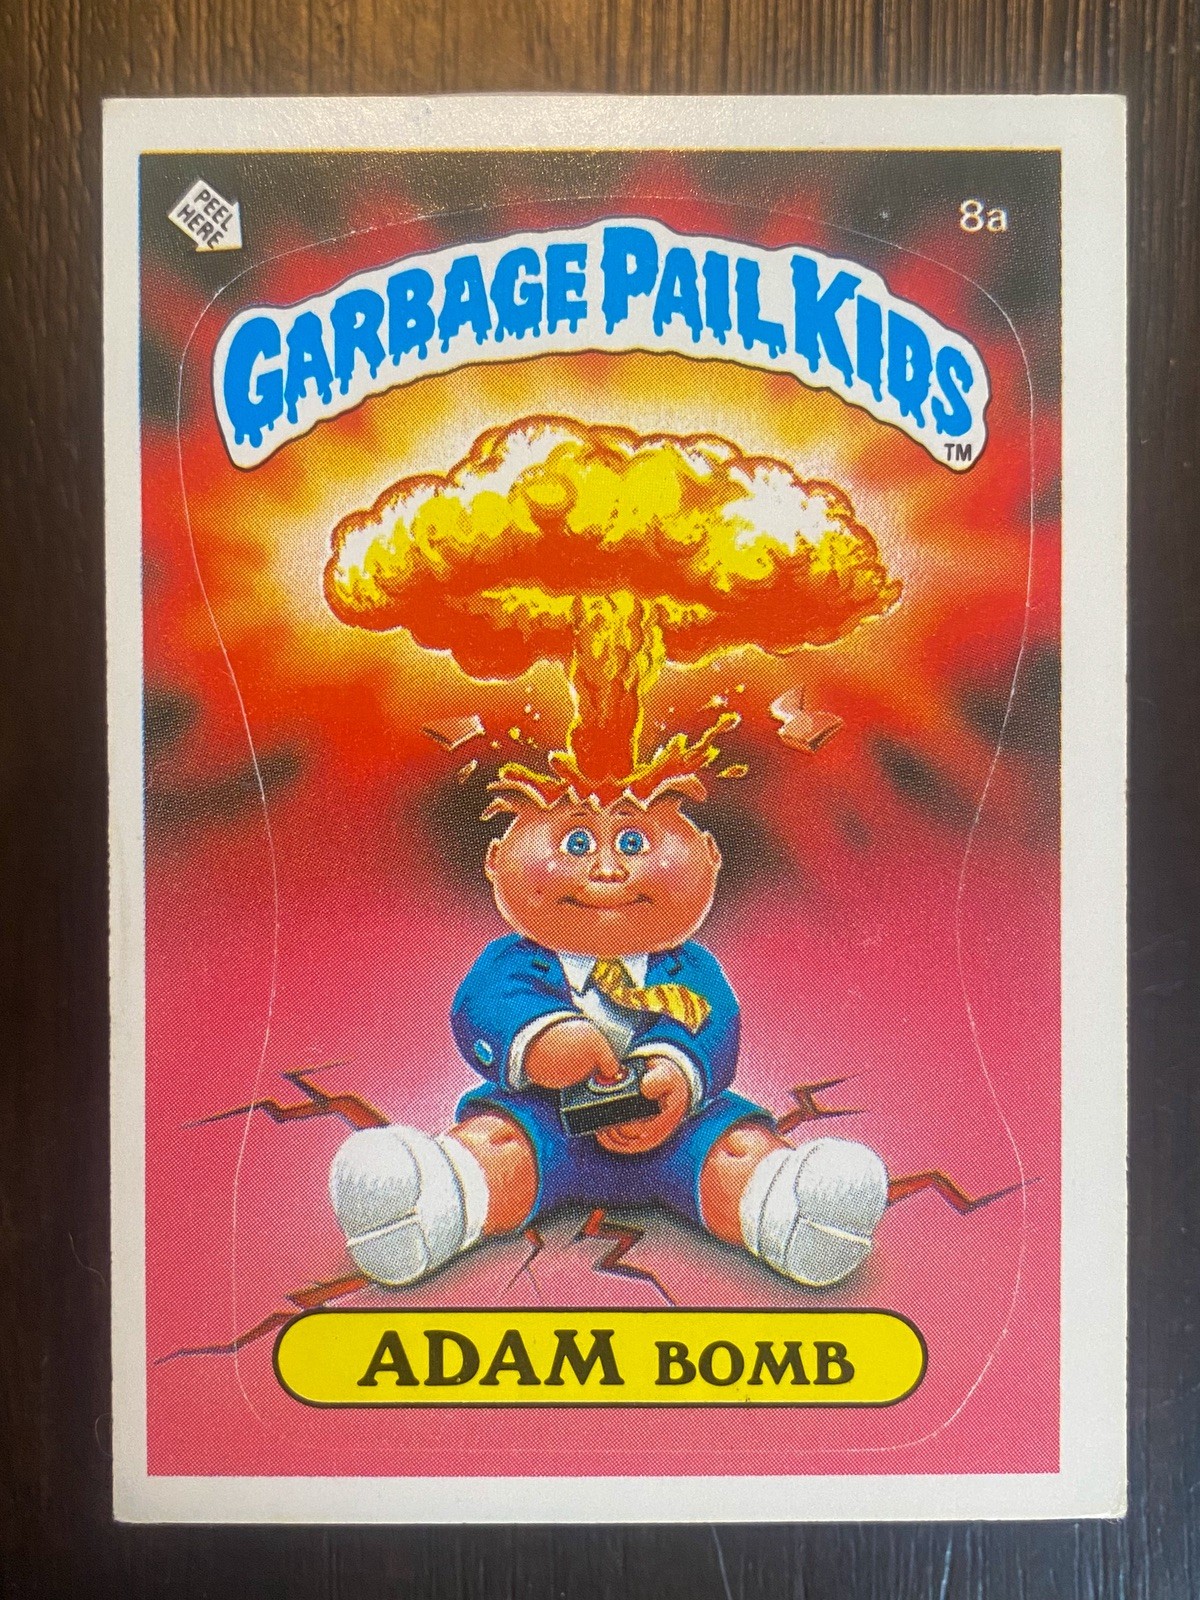 PEEL
HERE
8a
GARBAGE PAIL KIDS
TM
ADAM BOMB